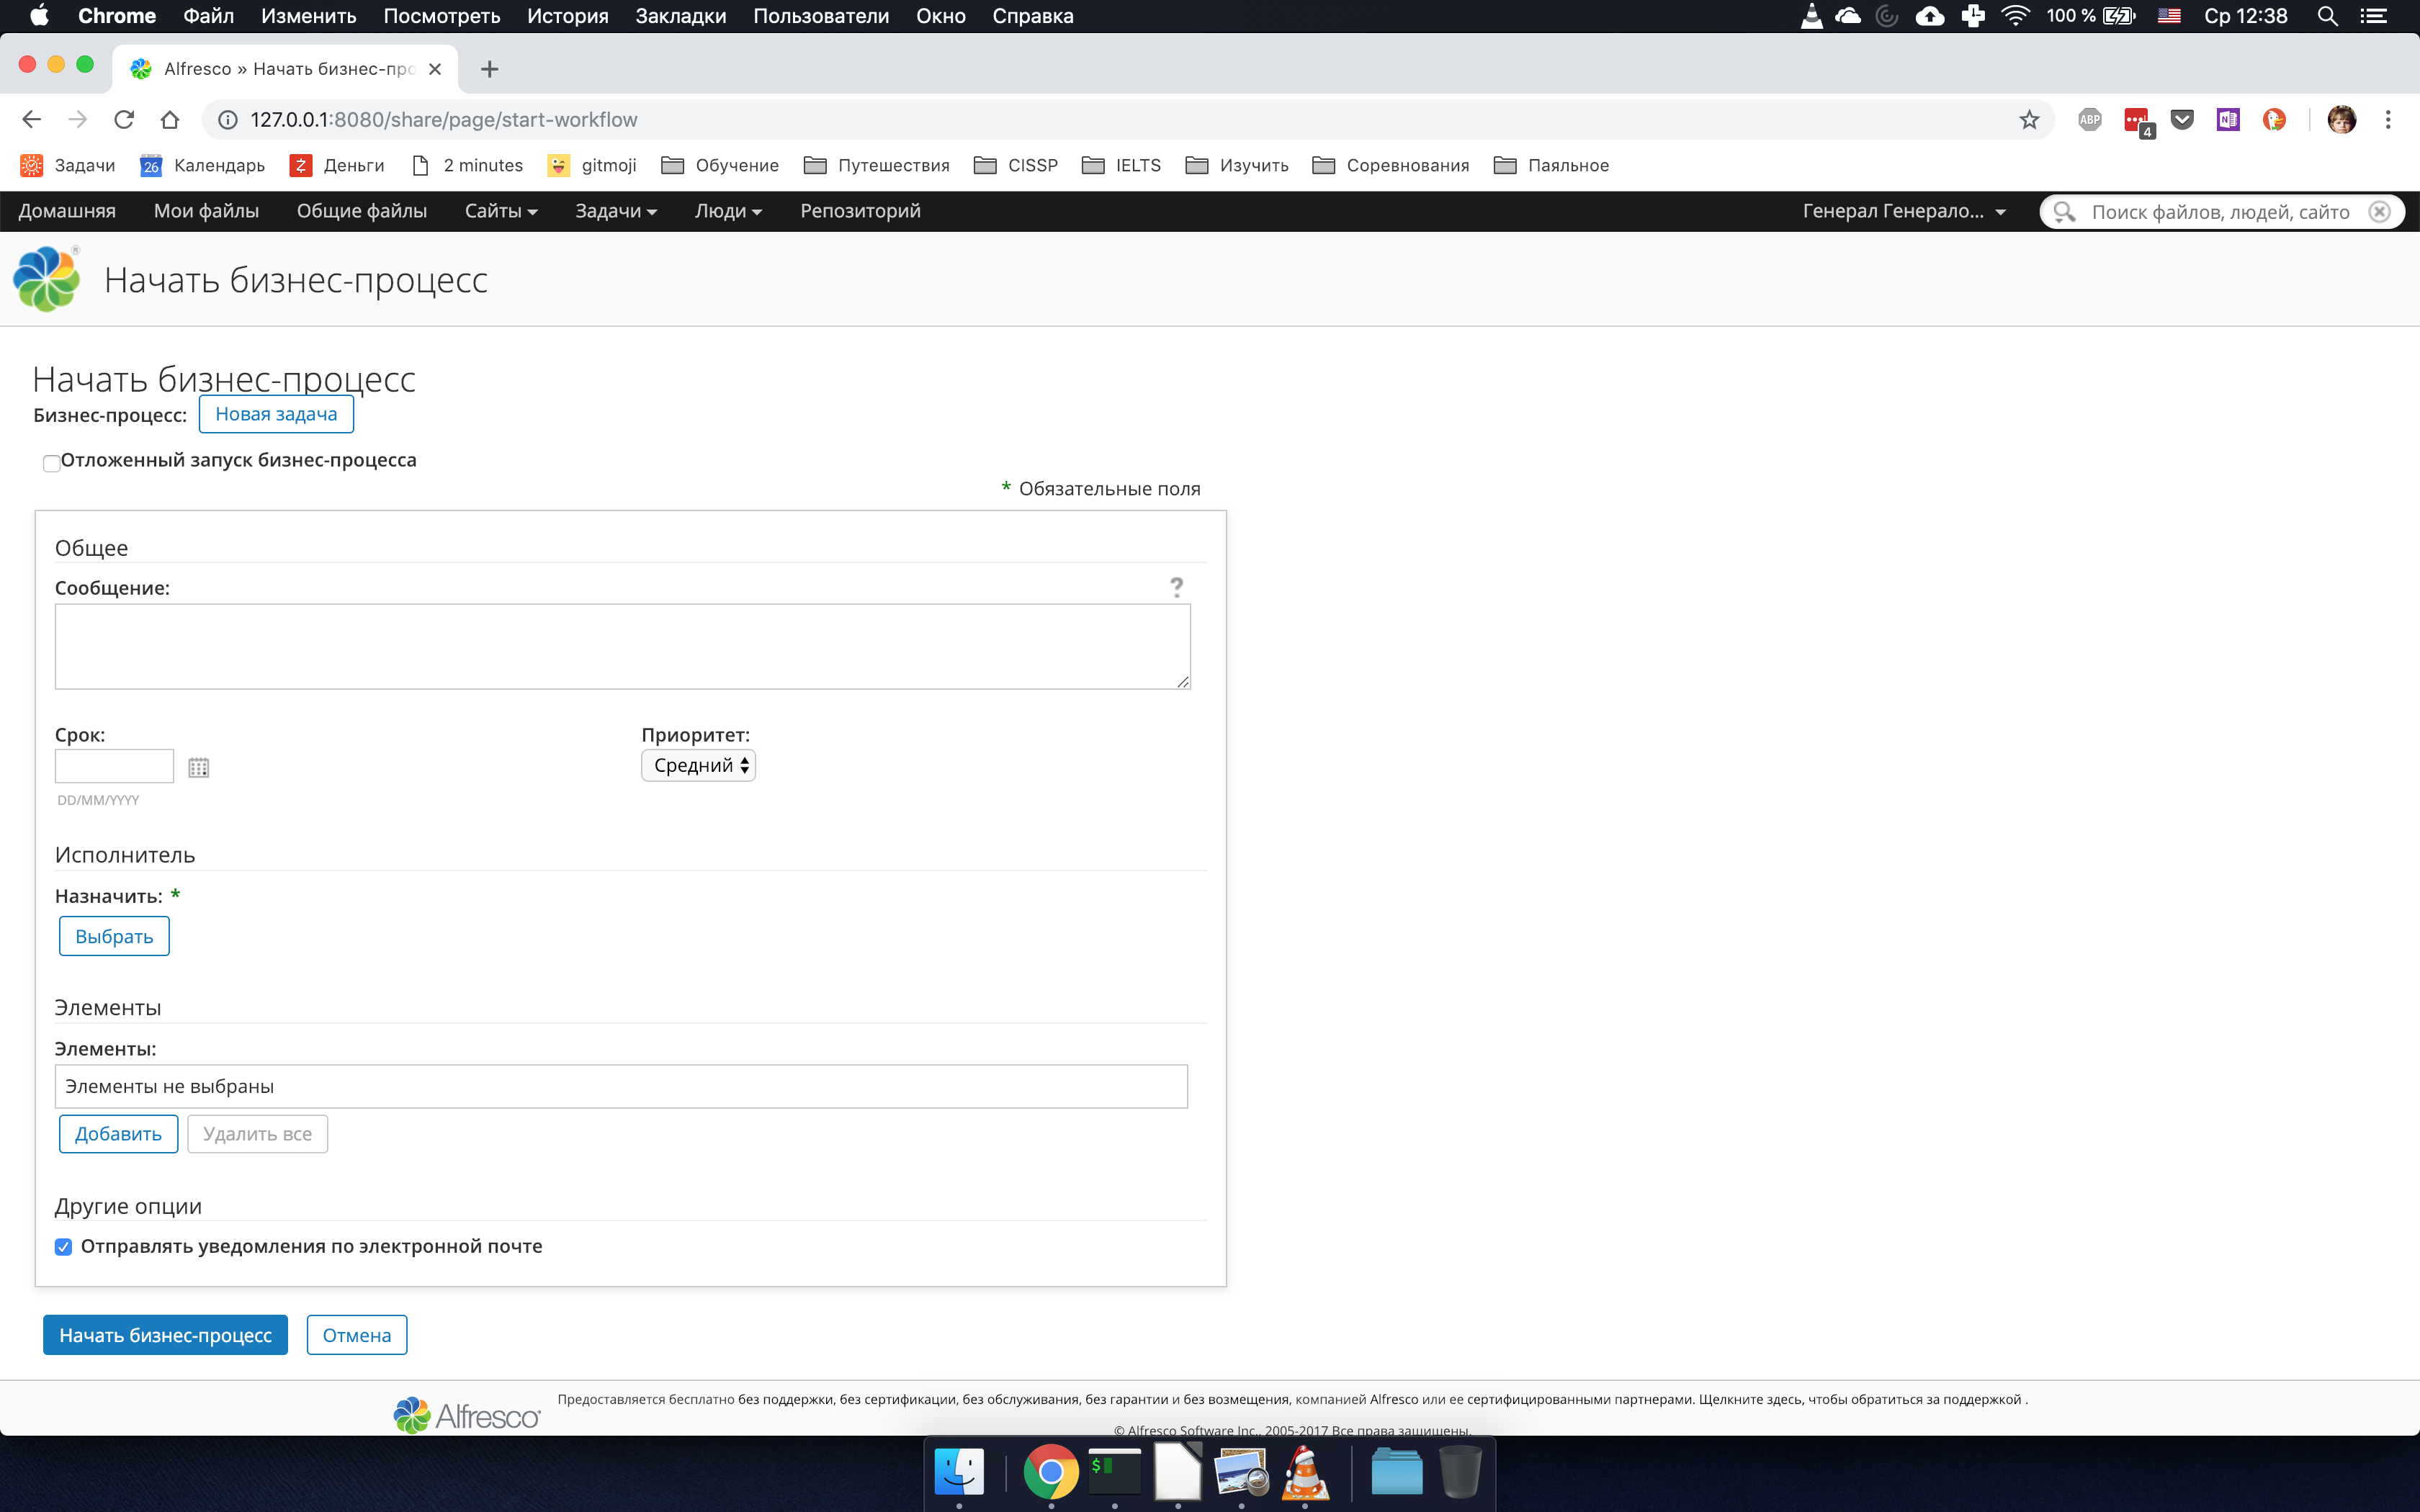 Chrome Файл Изменить Посмотреть История Закладки Пользователи Окно Справка 100 % Ср 12:38
Alfresco » Начать бизнес-про
127.0.0.1:8080/share/page/start-workflow ABP 4 N
Задачи 26 Календарь Деньги 2 minutes gitmoji Обучение Путешествия CISSP IELTS Изучить Соревнования Паяльное
Домашняя Мои файлы Общие файлы Сайты Задачи Люди Репозиторий Генерал Генерало... Поиск файлов, людей, сайто
Начать бизнес-процесс
Начать бизнес-процесс
Бизнес-процесс: Новая задача
Отложенный запуск бизнес-процесса
* Обязательные поля
Общее
Сообщение: ?
Срок: Приоритет:
Средний
DD/MM/YYYY
Исполнитель
Назначить: *
Выбрать
Элементы
Элементы:
Элементы не выбраны
Добавить Удалить все
Другие опции
Отправлять уведомления по электронной почте
Начать бизнес-процесс Отмена
Alfresco Предоставляется бесплатно без поддержки, без сертификации, без обслуживания, без гарантии и без возмещения, компанией Alfresco или ее сертифицированными партнерами. Щелкните здесь, чтобы обратиться за поддержкой .
© Alfresco Software Inc., 2005-2017 Все права защищены.
$